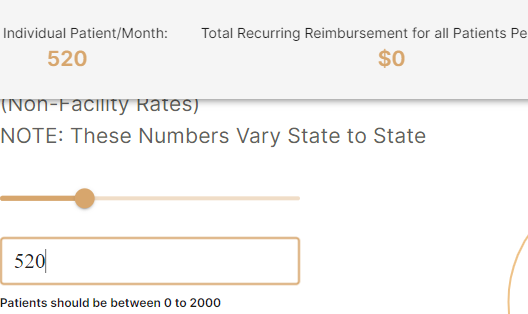 Individual Patient/Month:
520
Total Recurring Reimbursement for all Patients Pe
$0
(Non-Facility Rates)
NOTE: These Numbers Vary State to State
520
Patients should be between 0 to 2000